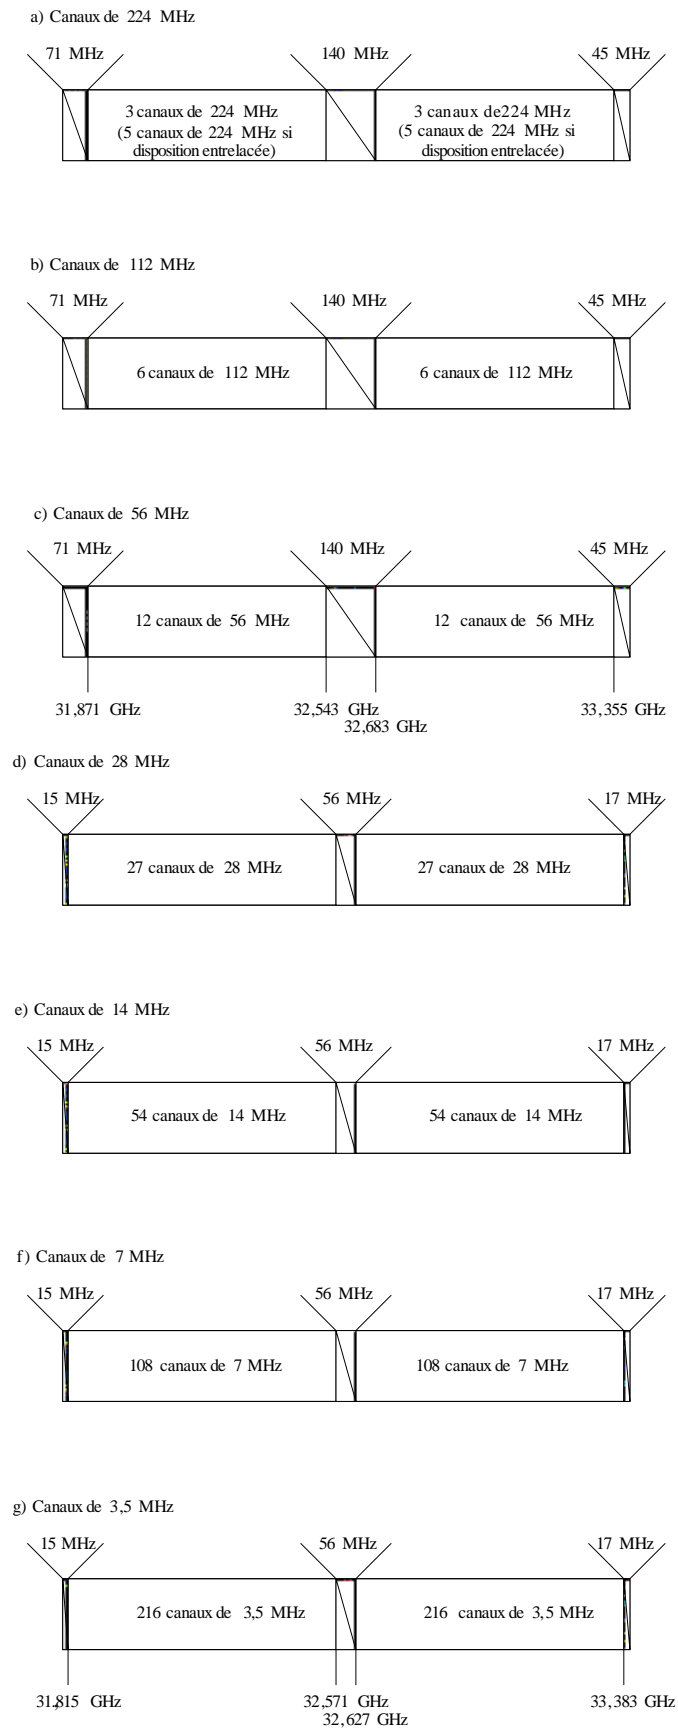 a) Canaux de 224 MHz
71 MHz 140 MHz 45 MHz
3 canaux de 224 MHz
(5 canaux de 224 MHz si
disposition entrelacée)
3 canaux de 224 MHz
(5 canaux de 224 MHz si
disposition entrelacée)
b) Canaux de 112 MHz
71 MHz 140 MHz 45 MHz
6 canaux de 112 MHz 6 canaux de 112 MHz
c) Canaux de 56 MHz
71 MHz 140 MHz 45 MHz
12 canaux de 56 MHz 12 canaux de 56 MHz
31,871 GHz 32,543 GHz 33,355 GHz
32,683 GHz
d) Canaux de 28 MHz
15 MHz 56 MHz 17 MHz
27 canaux de 28 MHz 27 canaux de 28 MHz
e) Canaux de 14 MHz
15 MHz 56 MHz 17 MHz
54 canaux de 14 MHz 54 canaux de 14 MHz
f) Canaux de 7 MHz
15 MHz 56 MHz 17 MHz
108 canaux de 7 MHz 108 canaux de 7 MHz
g) Canaux de 3,5 MHz
15 MHz 56 MHz 17 MHz
216 canaux de 3,5 MHz 216 canaux de 3,5 MHz
31,815 GHz 32,571 GHz 33,383 GHz
32,627 GHz